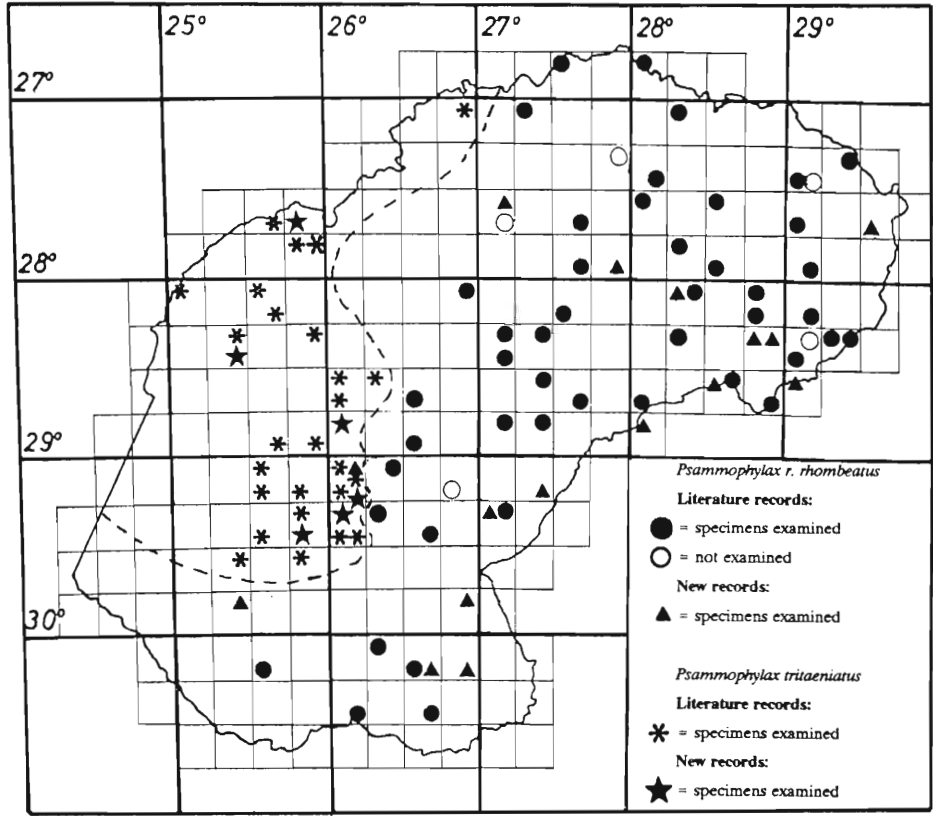 25° 26° 27° 28° 29°
27°
28°
29°
30°
Psammophylax r. rhombeatus
Literature records:
= specimens examined
= not examined
New records:
= specimens examined
Psammophylax tritaeniatus
Literature records:
= specimens examined
New records:
= specimens examined